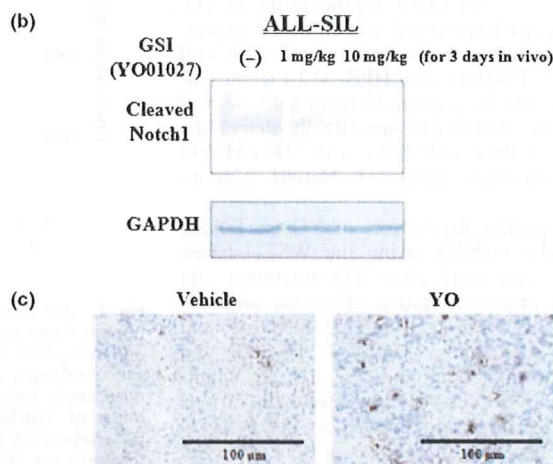 (b)
ALL-SIL
GSI (-) 1 mg/kg 10 mg/kg (for 3 days in vivo)
(YO01027)
Cleaved
Notch1
GAPDH
(c)
Vehicle YO
100 µm 100 µm